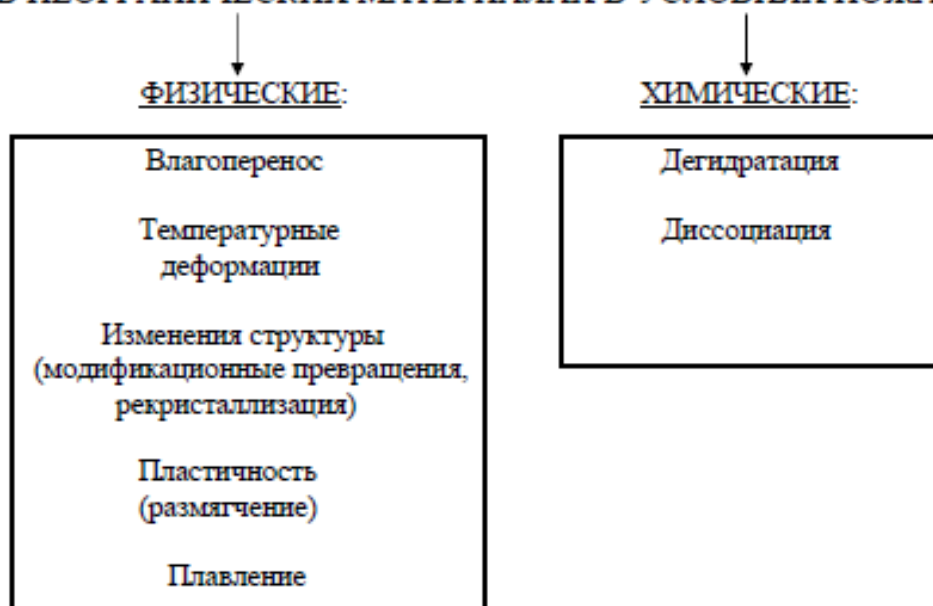 ФИЗИЧЕСКИЕ:
ХИМИЧЕСКИЕ:
Влагоперенос
Температурные
деформации
Изменения структуры
(модификационные превращения,
рекристаллизация)
Пластичность
(размягчение)
Плавление
Дегидратация
Диссоциация